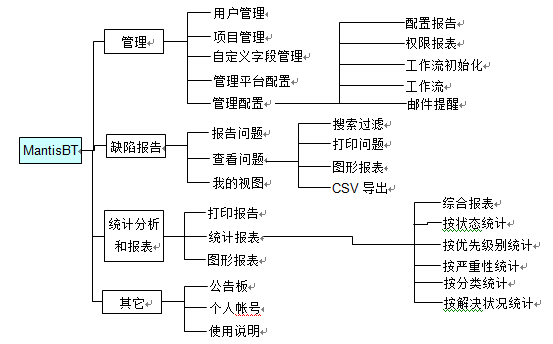 MantisBT
管理
用户管理
项目管理
自定义字段管理
管理平台配置
管理配置
配置报告
权限报表
工作流初始化
工作流
邮件提醒
缺陷报告
报告问题
查看问题
我的视图
搜索过滤
打印问题
图形报表
CSV 导出
统计分析
和报表
打印报告
统计报表
图形报表
综合报表
按状态统计
按优先级别统计
按严重性统计
按分类统计
按解决状况统计
其它
公告板
个人帐号
使用说明